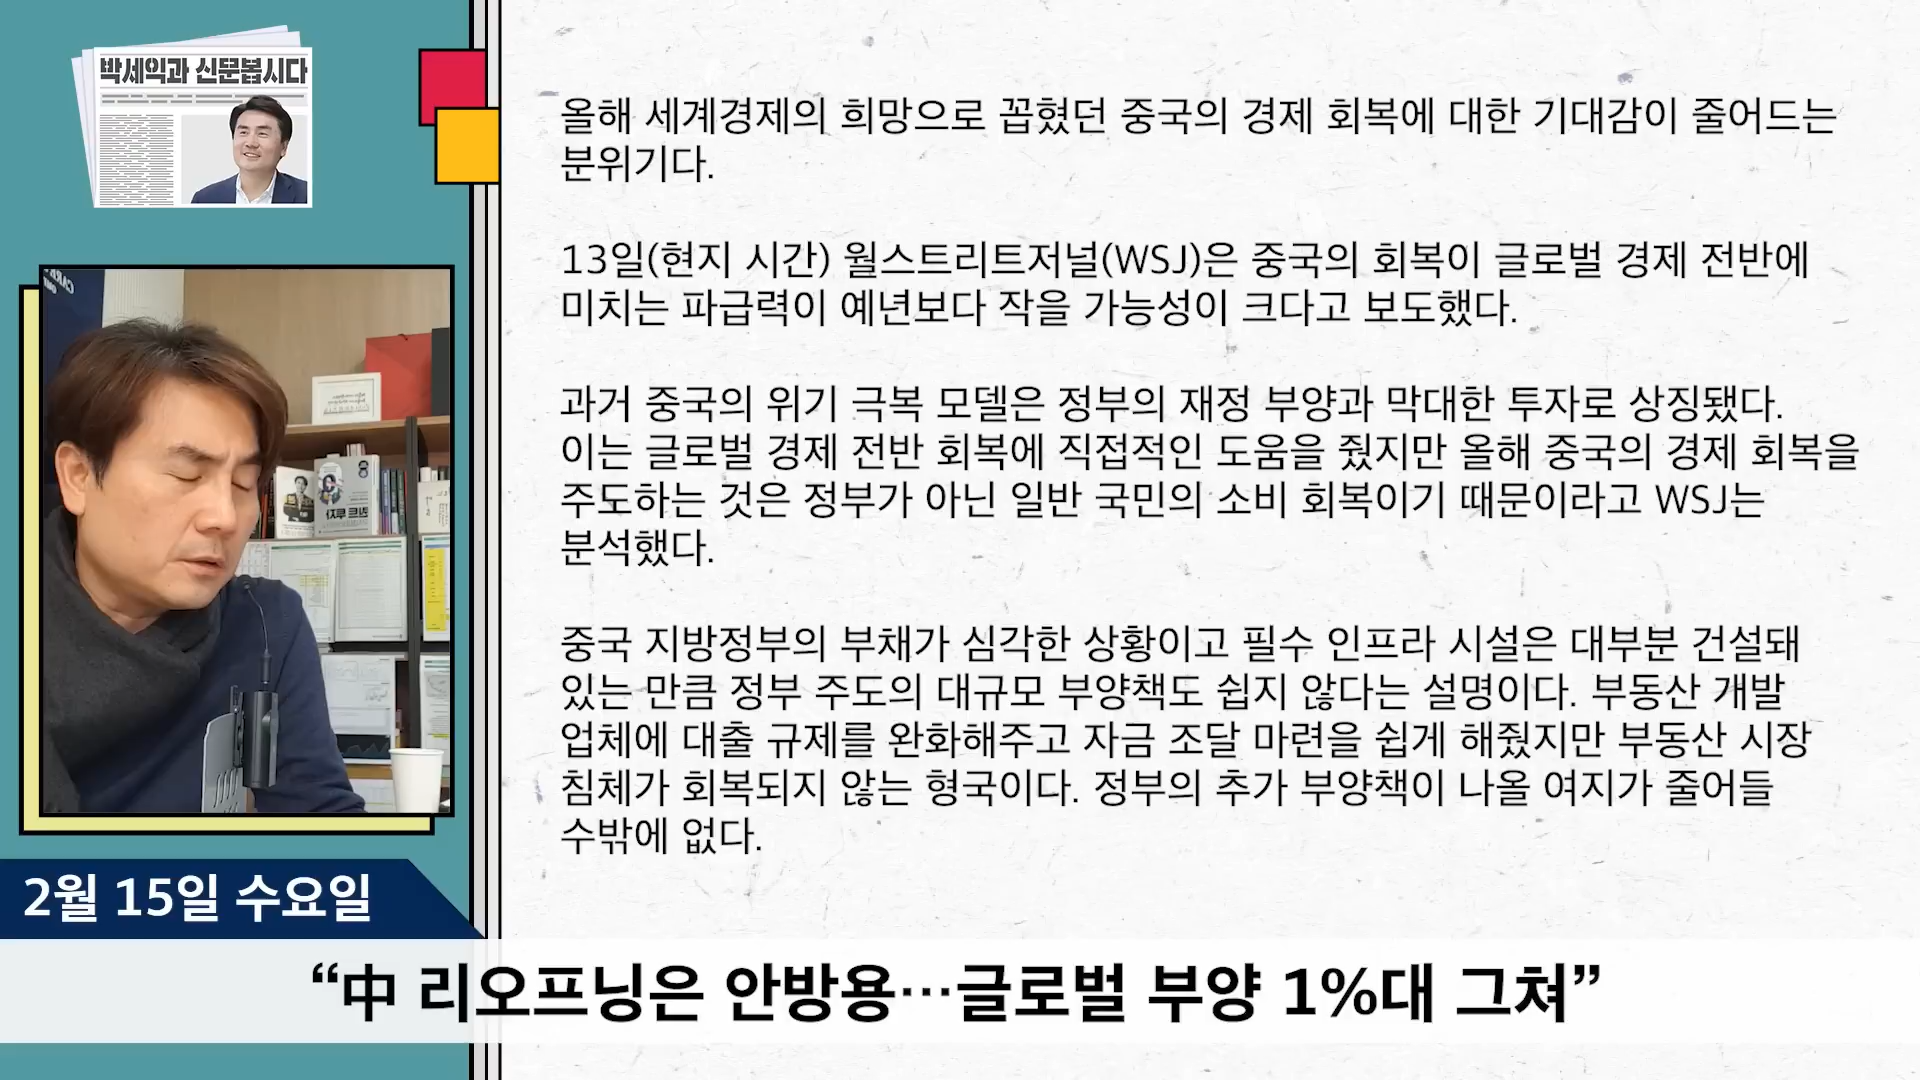 박세익과 신문봅시다
올해 세계경제의 희망으로 꼽혔던 중국의 경제 회복에 대한 기대감이 줄어드는
분위기다.
13일(현지 시간) 월스트리트저널(WSJ)은 중국의 회복이 글로벌 경제 전반에
미치는 파급력이 예년보다 작을 가능성이 크다고 보도했다.
과거 중국의 위기 극복 모델은 정부의 재정 부양과 막대한 투자로 상징됐다.
이는 글로벌 경제 전반 회복에 직접적인 도움을 줬지만 올해 중국의 경제 회복을
주도하는 것은 정부가 아닌 일반 국민의 소비 회복이기 때문이라고 WSJ는
분석했다.
중국 지방정부의 부채가 심각한 상황이고 필수 인프라 시설은 대부분 건설돼
있는 만큼 정부 주도의 대규모 부양책도 쉽지 않다는 설명이다. 부동산 개발
업체에 대출 규제를 완화해주고 자금 조달 마련을 쉽게 해줬지만 부동산 시장
침체가 회복되지 않는 형국이다. 정부의 추가 부양책이 나올 여지가 줄어들
수밖에 없다.
2월 15일 수요일
“中 리오프닝은 안방용…글로벌 부양 1%대 그쳐”